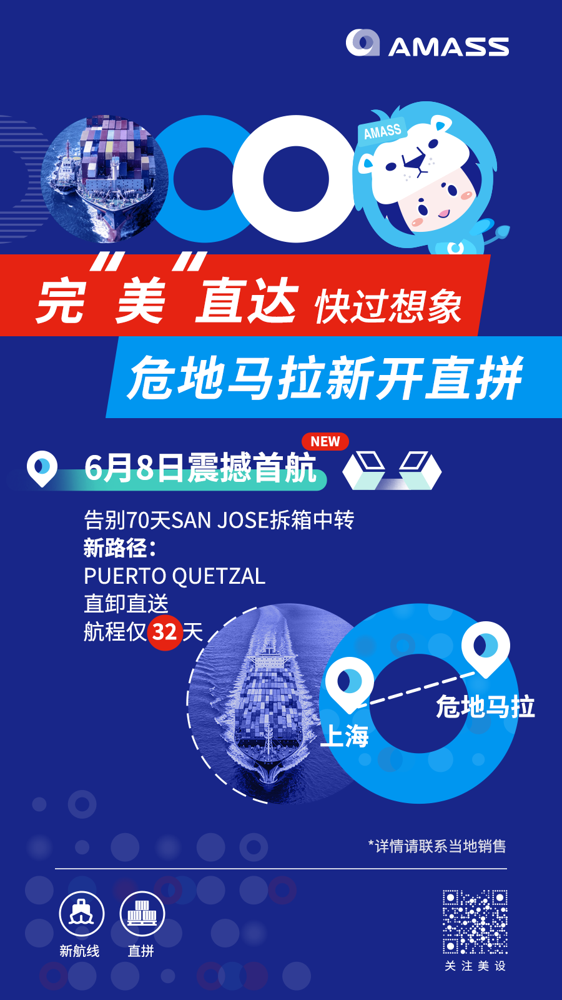 AMASS
AMASS
完“美”直达 快过想象
危地马拉新开直拼
NEW
6月8日震撼首航
告别70天SAN JOSE拆箱中转
新路径：
PUERTO QUETZAL
直卸直送
航程仅32天
危地马拉
上海
*详情请联系当地销售
新航线 直拼
关注美设